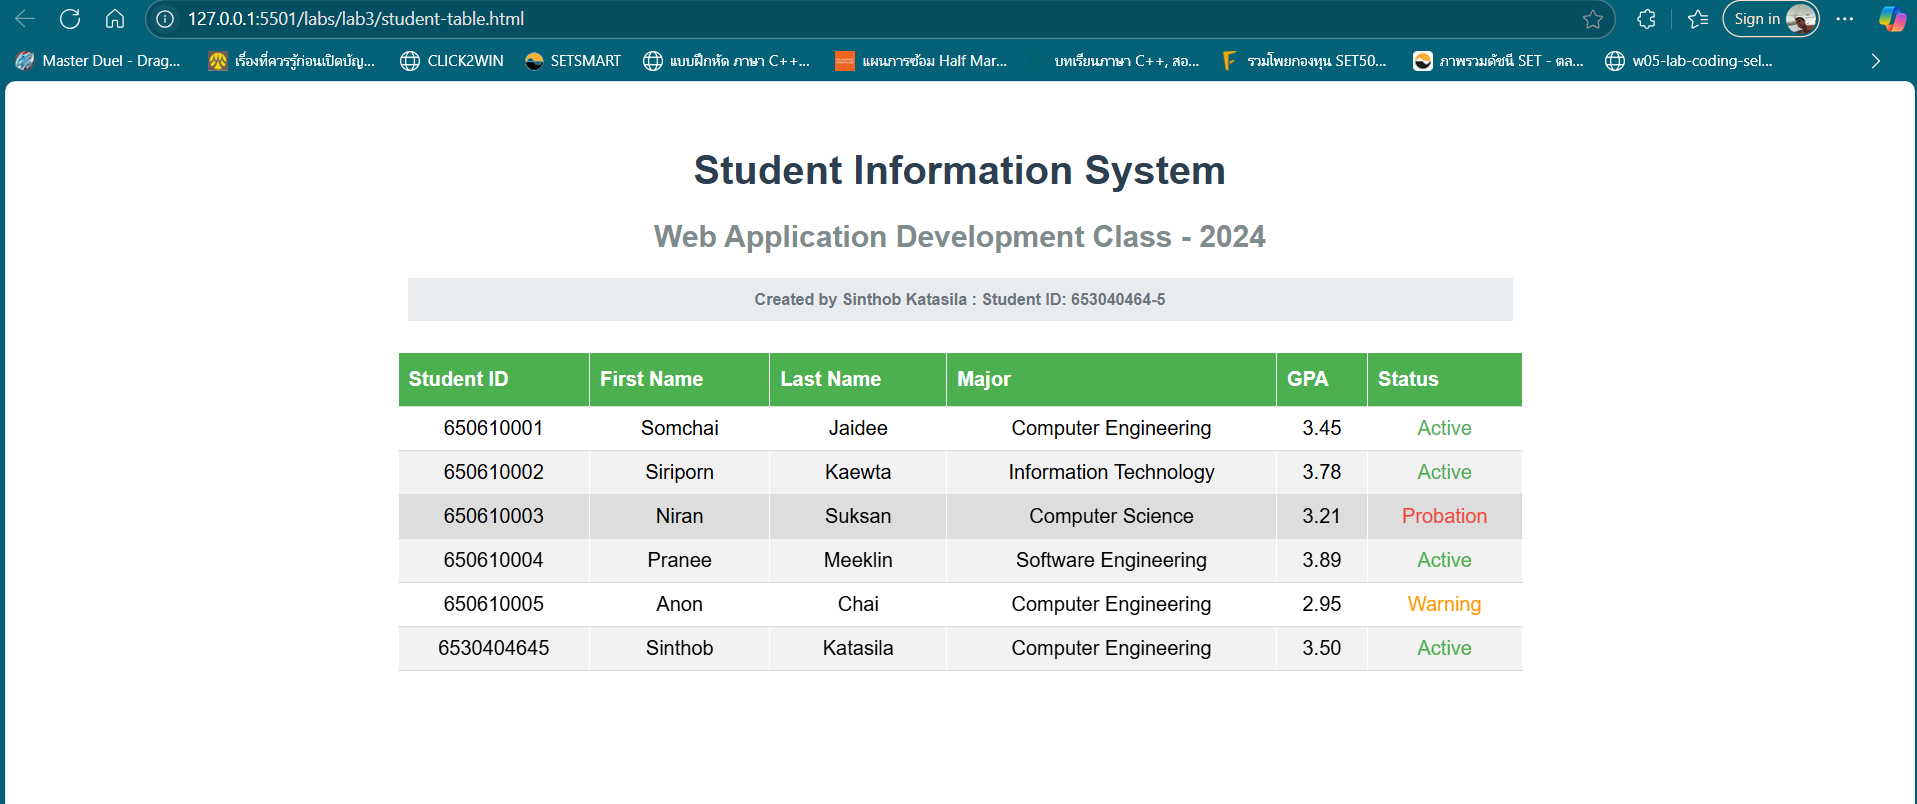 127.0.0.1:5501/labs/lab3/student-table.html
Sign in
Master Duel - Drag...
เรื่องที่ควรรู้ก่อนเปิดบัญ...
CLICK2WIN
SETSMART
แบบฝึกหัด ภาษา C++...
แผนการซ้อม Half Mar...
บทเรียนภาษา C++, สอ...
รวมโพยกองทุน SET50...
ภาพรวมดัชนี SET - ตล...
w05-lab-coding-sel...
Student Information System
Web Application Development Class - 2024
Created by Sinthob Katasila : Student ID: 653040464-5
Student ID First Name Last Name Major GPA Status
650610001 Somchai Jaidee Computer Engineering 3.45 Active
650610002 Siriporn Kaewta Information Technology 3.78 Active
650610003 Niran Suksan Computer Science 3.21 Probation
650610004 Pranee Meeklin Software Engineering 3.89 Active
650610005 Anon Chai Computer Engineering 2.95 Warning
6530404645 Sinthob Katasila Computer Engineering 3.50 Active